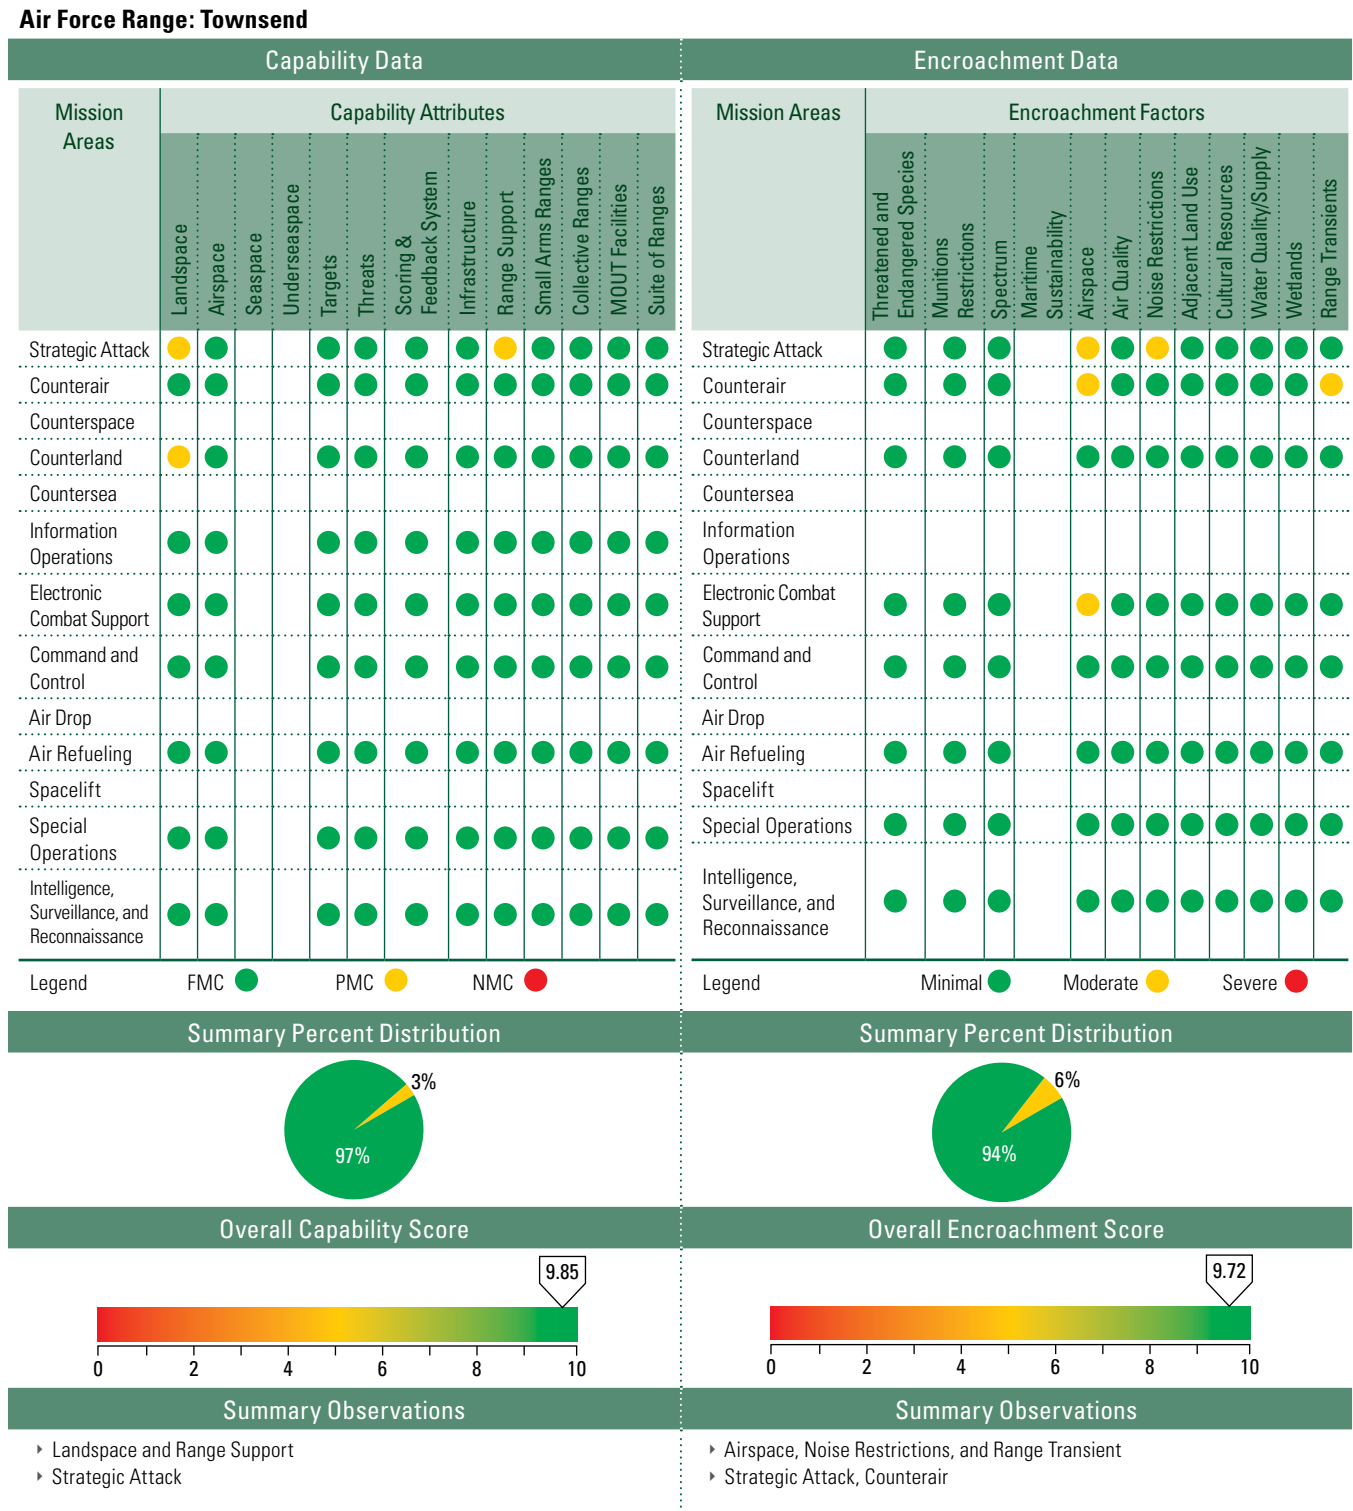 Air Force Range: Townsend
Capability Data
Mission
Areas
Capability Attributes
Landspace
Airspace
Seaspace
Underseaspace
Targets
Threats
Scoring &
Feedback System
Infrastructure
Range Support
Small Arms Ranges
Collective Ranges
MOUT Facilities
Suite of Ranges
Strategic Attack
Counterair
Counterspace
Counterland
Countersea
Information
Operations
Electronic
Combat Support
Command and
Control
Air Drop
Air Refueling
Spacelift
Special
Operations
Intelligence,
Surveillance, and
Reconnaissance
Legend
FMC
PMC
NMC
Summary Percent Distribution
3%
97%
Overall Capability Score
9.85
0 2 4 6 8 10
Summary Observations
Landspace and Range Support
Strategic Attack
Encroachment Data
Mission Areas
Encroachment Factors
Threatened and
Endangered Species
Munitions
Restrictions
Spectrum
Maritime
Sustainability
Airspace
Air Quality
Noise Restrictions
Adjacent Land Use
Cultural Resources
Water Quality/Supply
Wetlands
Range Transients
Strategic Attack
Counterair
Counterspace
Counterland
Countersea
Information
Operations
Electronic Combat
Support
Command and
Control
Air Drop
Air Refueling
Spacelift
Special Operations
Intelligence,
Surveillance, and
Reconnaissance
Legend
Minimal
Moderate
Severe
Summary Percent Distribution
6%
94%
Overall Encroachment Score
9.72
0 2 4 6 8 10
Summary Observations
Airspace, Noise Restrictions, and Range Transient
Strategic Attack, Counterair